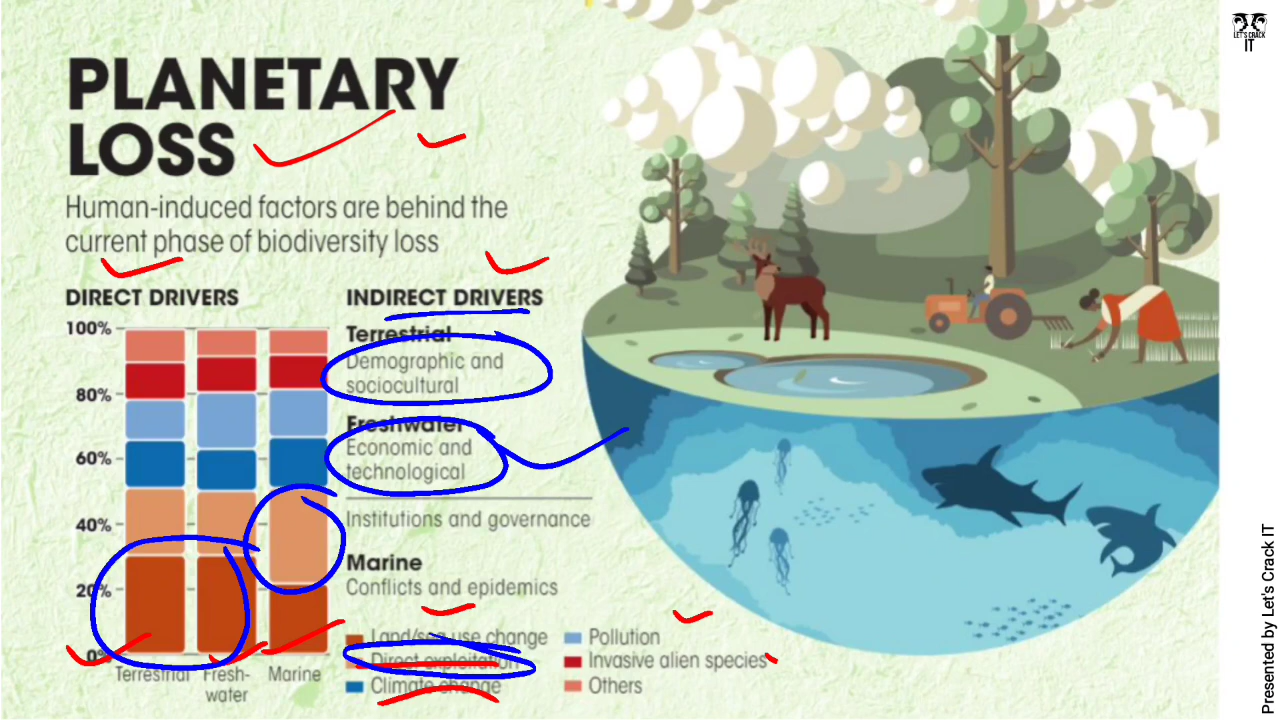 LET'S CRACK
IT
PLANETARY
LOSS
Human-induced factors are behind the
current phase of biodiversity loss
DIRECT DRIVERS
100%
80%
60%
40%
20%
0%
Terrestrial
Fresh-
water
Marine
INDIRECT DRIVERS
Terrestrial
Demographic and
sociocultural
Freshwater
Economic and
technological
Institutions and governance
Marine
Conflicts and epidemics
Land/sea use change
Direct exploitation
Climate change
Pollution
Invasive alien species
Others
Presented by Let's Crack IT